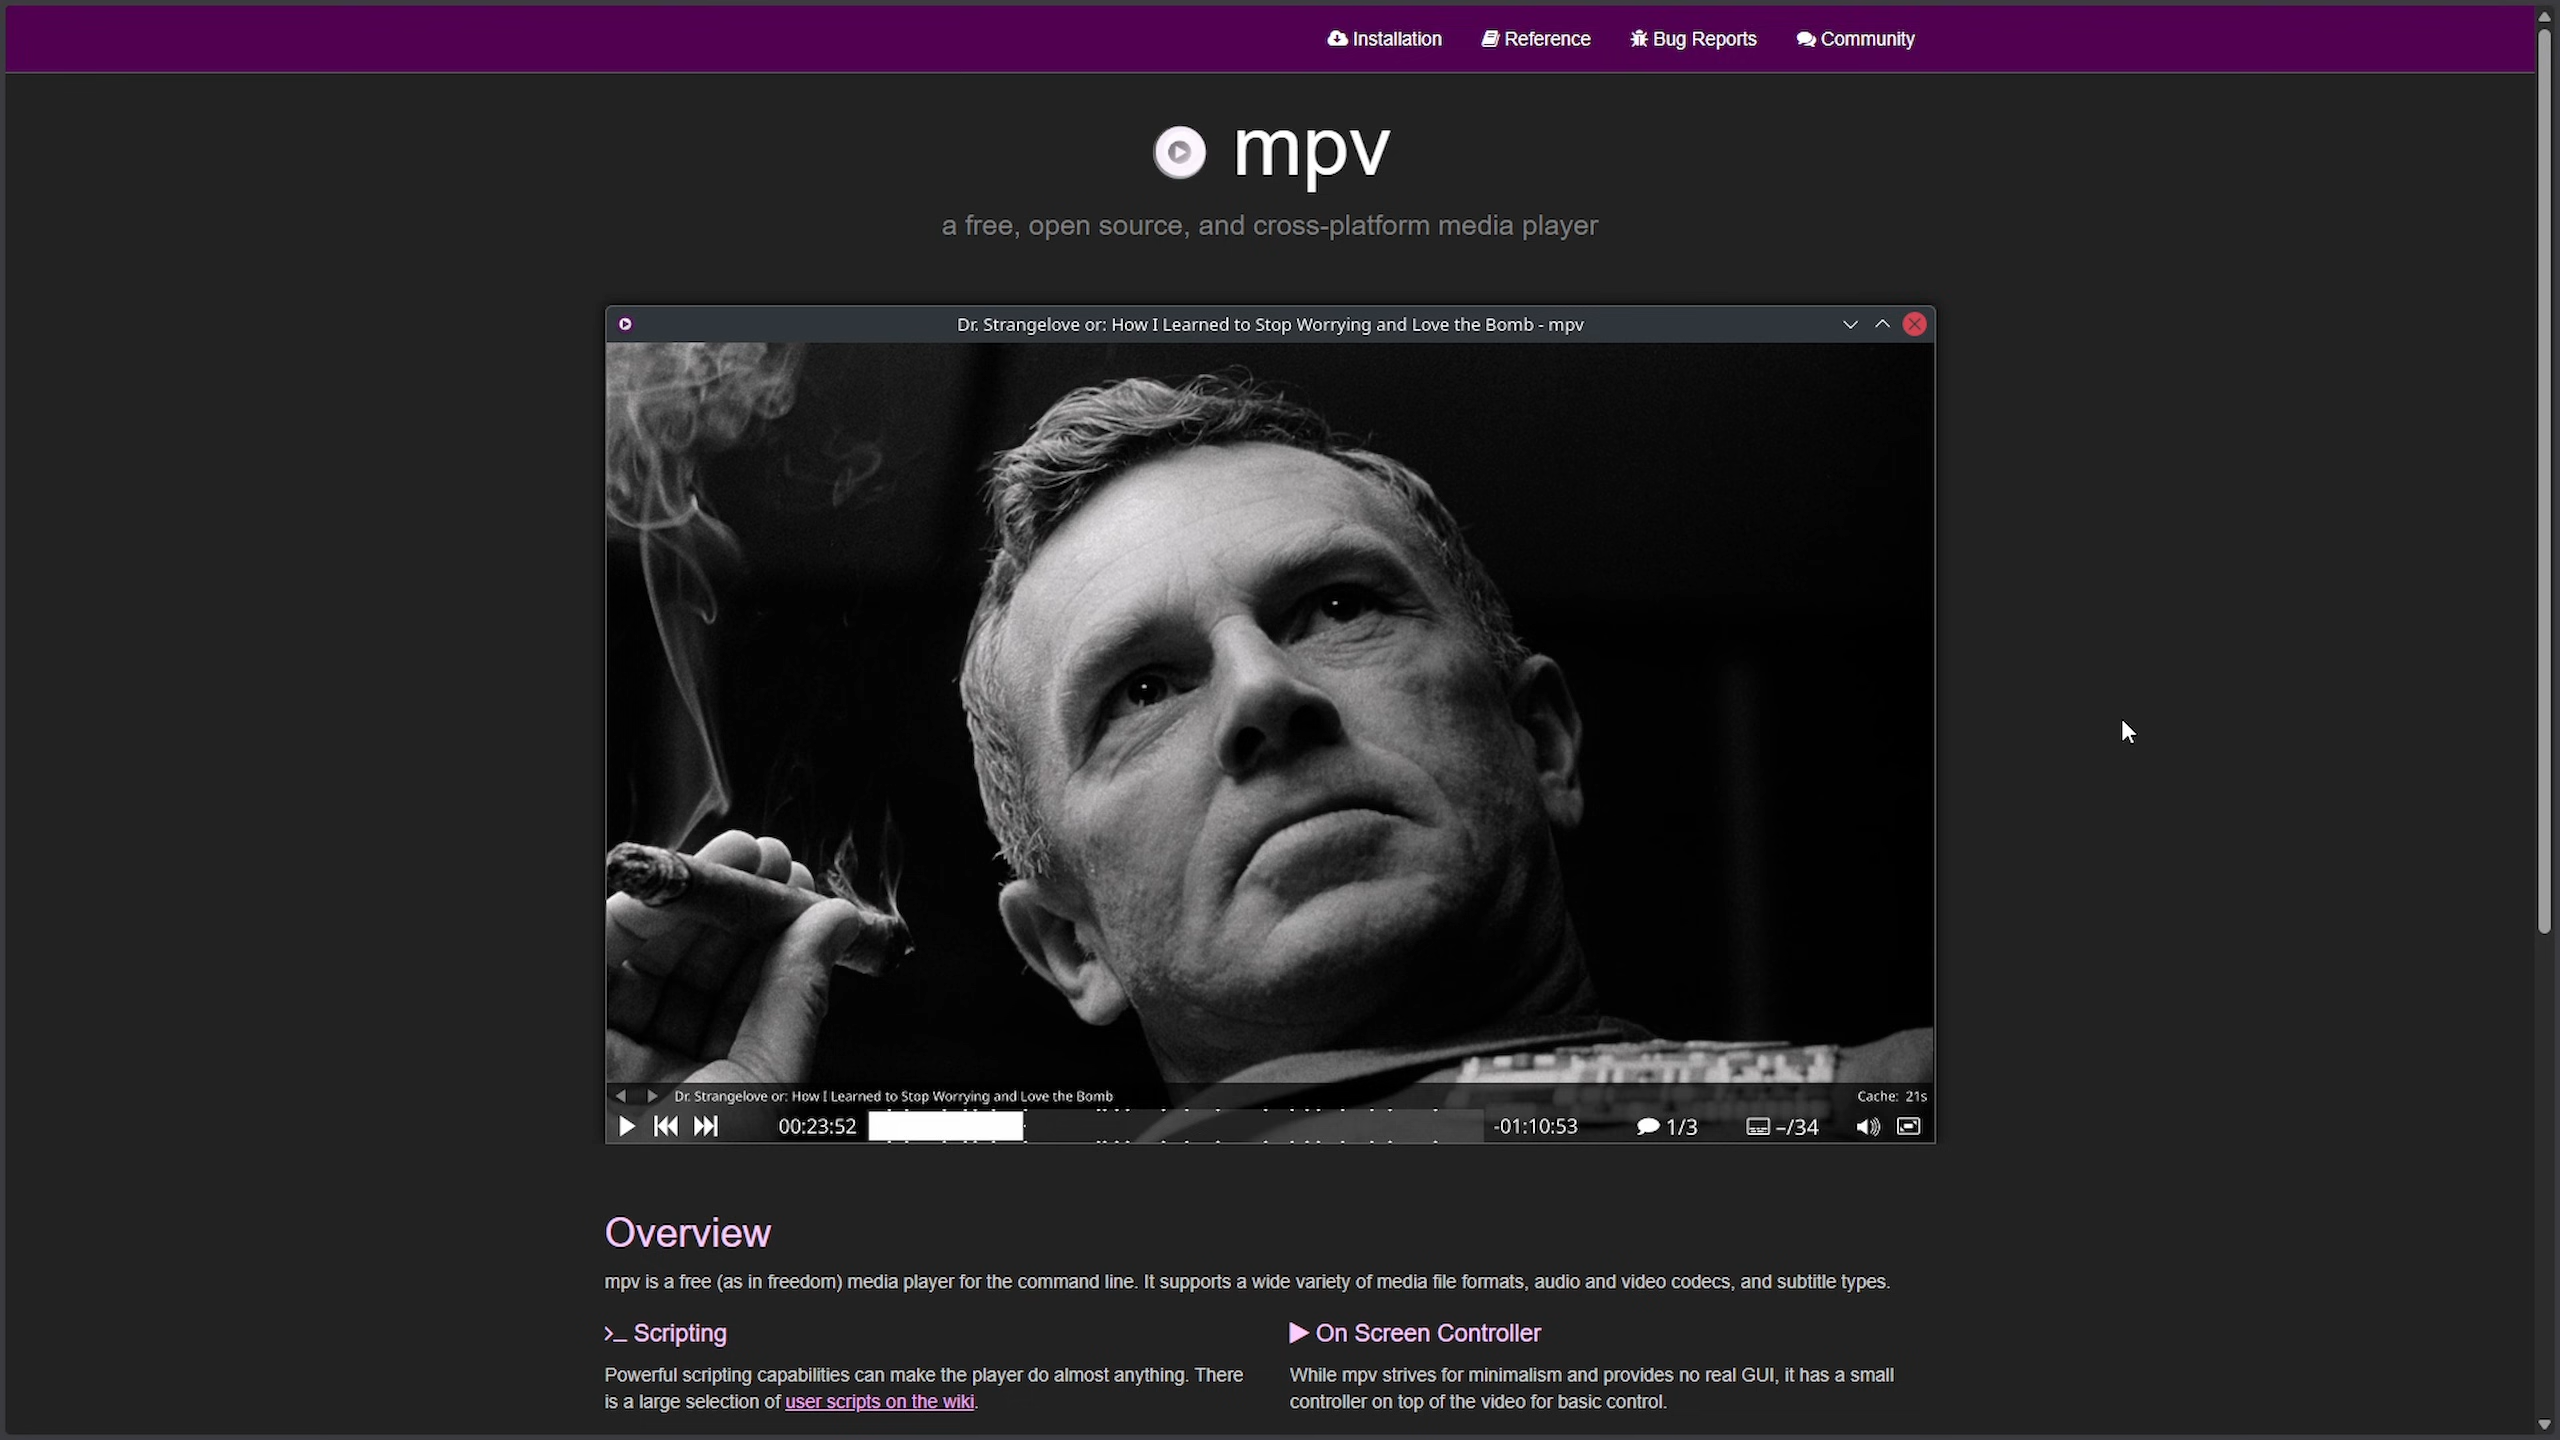 Installation Reference Bug Reports Community
mpv
a free, open source, and cross-platform media player
Dr. Strangelove or: How I Learned to Stop Worrying and Love the Bomb - mpv
Dr. Strangelove or: How I Learned to Stop Worrying and Love the Bomb
Cache: 21s
00:23:52
-01:10:53
1/3
–/34
Overview
mpv is a free (as in freedom) media player for the command line. It supports a wide variety of media file formats, audio and video codecs, and subtitle types.
Scripting
Powerful scripting capabilities can make the player do almost anything. There
is a large selection of user scripts on the wiki.
On Screen Controller
While mpv strives for minimalism and provides no real GUI, it has a small
controller on top of the video for basic control.